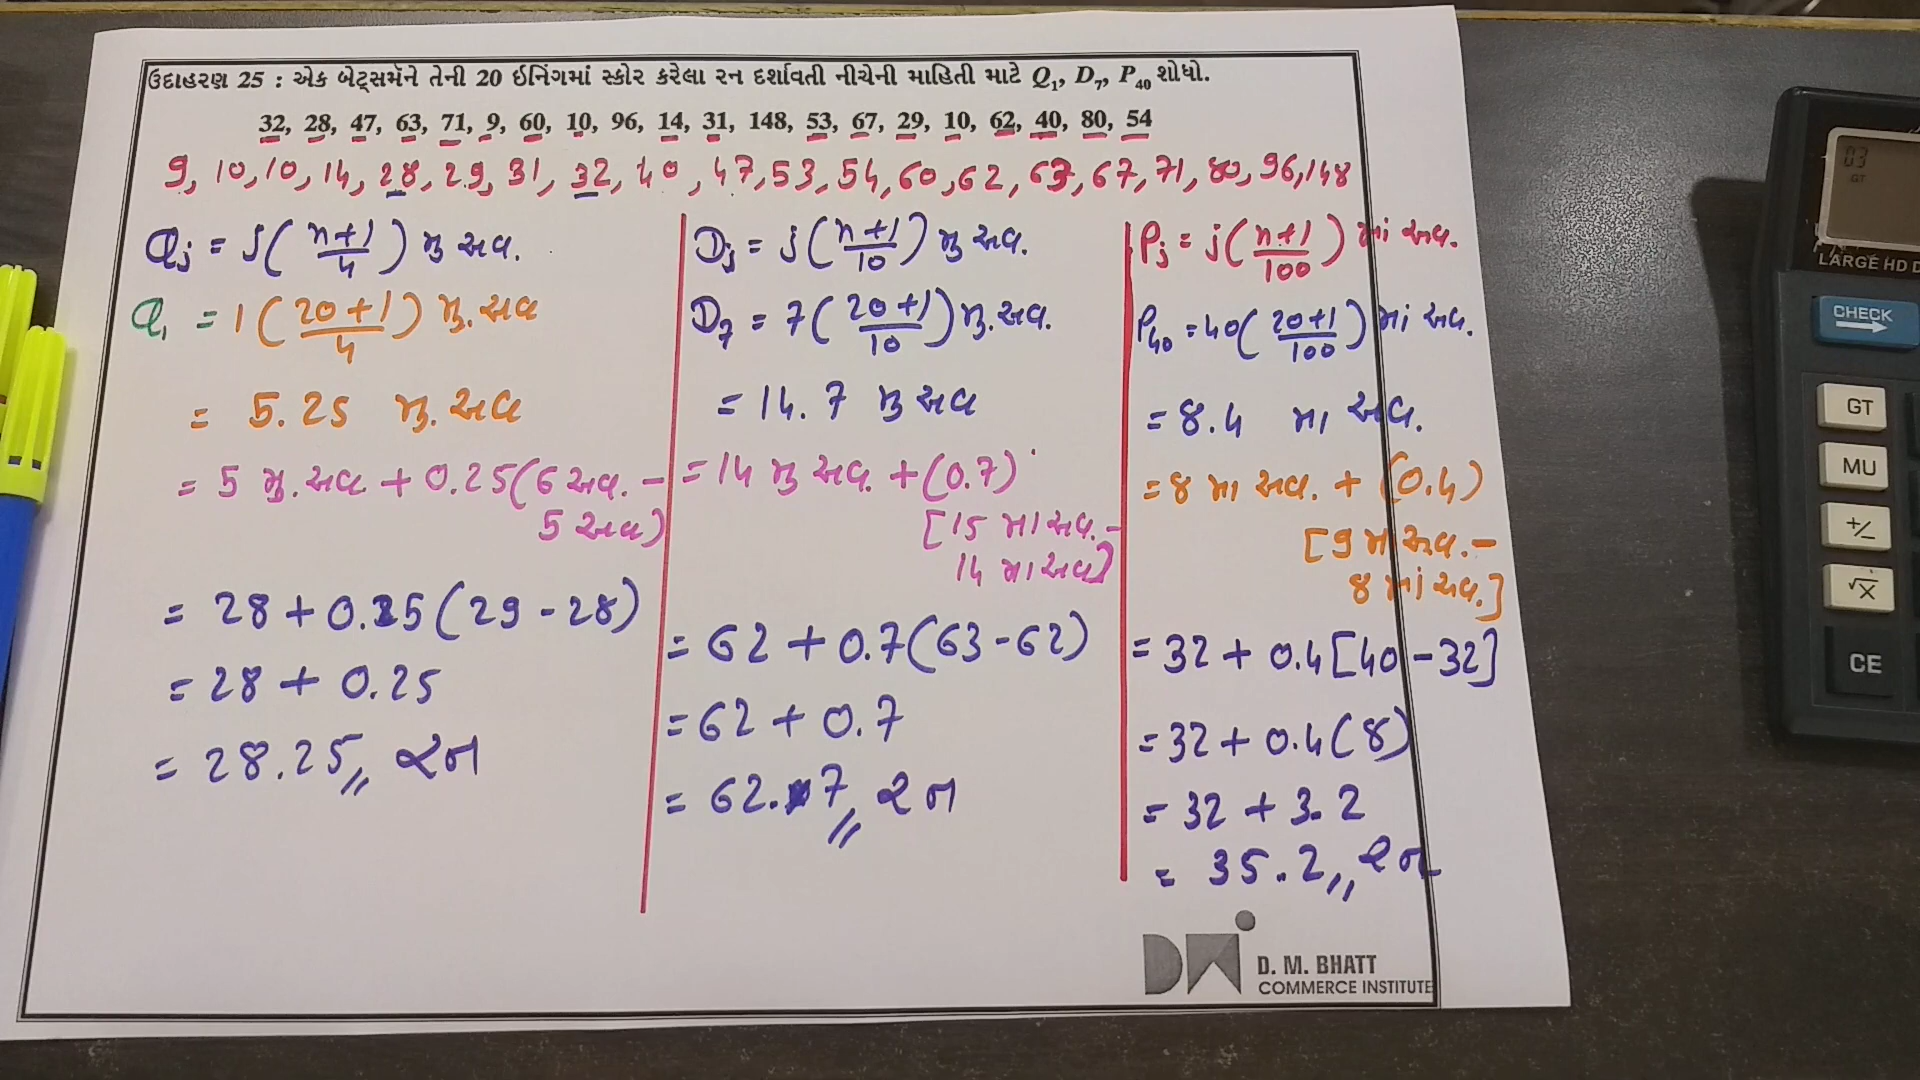 ઉદાહરણ 25 : એક બેટ્સમૅને તેની 20 ઇનિંગમાં સ્કોર કરેલા રન દર્શાવતી નીચેની માહિતી માટે Q₁, D₇, P₄₀ શોધો.
32, 28, 47, 63, 71, 9, 60, 10, 96, 14, 31, 148, 53, 67, 29, 10, 62, 40, 80, 54
9, 10, 10, 14, 28, 29, 31, 32, 40, 47, 53, 54, 60, 62, 63, 67, 71, 80, 96, 148
Qj = j(n+1/4) મુ અવ.
Q₁ = 1(20+1/4) મુ. અવ
= 5.25 મુ. અવ
= 5 મુ. અવ + 0.25(6 અવ. -
5 અવ)
= 28 + 0.25(29 - 28)
= 28 + 0.25
= 28.25,, રન
Dj = j(n+1/10) મુ અવ.
D₇ = 7(20+1/10) મુ. અવ.
= 14.7 મુ અવ
= 14 મુ અવ. + (0.7)
[15 માં અવ. -
14 માં અવ]
= 62 + 0.7(63-62)
= 62 + 0.7
= 62.7,, રન
Pj = j(n+1/100) માં અવ.
P₄₀ = 40(20+1/100) માં અવ.
= 8.4 માં અવ.
= 8 માં અવ. + (0.4)
[9 માં અવ. -
8 માં અવ.]
= 32 + 0.4[40-32]
= 32 + 0.4(8)
= 32 + 3.2
= 35.2,, રન
D. M. BHATT
COMMERCE INSTITUTE
03
GT
LARGE HD D
CHECK
GT
MU
+/-
√X
CE